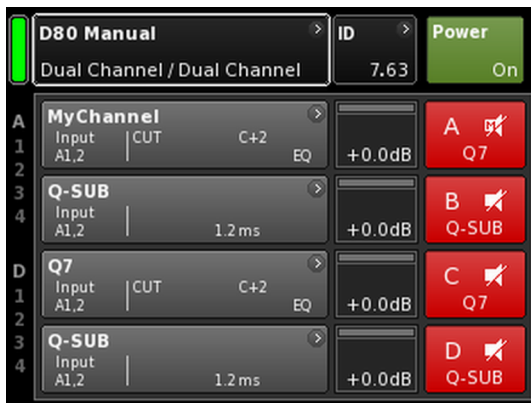 D80 Manual
Dual Channel / Dual Channel
ID
7.63
Power
On
A
1
2
3
4
D
1
2
3
4
MyChannel
Input
A1,2
CUT
C+2
EQ
+0.0dB
A
Q7
Q-SUB
Input
A1,2
1.2 ms
+0.0dB
B
Q-SUB
Q7
Input
A1,2
CUT
C+2
EQ
+0.0dB
C
Q7
Q-SUB
Input
A1,2
1.2 ms
+0.0dB
D
Q-SUB